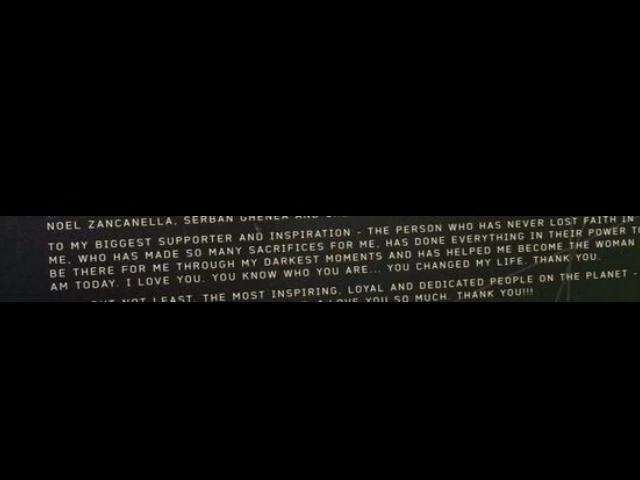 NOEL ZANCANELLA, SERBAN GHENEA AND
TO MY BIGGEST SUPPORTER AND INSPIRATION - THE PERSON WHO HAS NEVER LOST FAITH IN
ME, WHO HAS MADE SO MANY SACRIFICES FOR ME, HAS DONE EVERYTHING IN THEIR POWER TO
BE THERE FOR ME THROUGH MY DARKEST MOMENTS AND HAS HELPED ME BECOME THE WOMAN
AM TODAY. I LOVE YOU. YOU KNOW WHO YOU ARE... YOU CHANGED MY LIFE. THANK YOU.
BUT NOT LEAST, THE MOST INSPIRING, LOYAL AND DEDICATED PEOPLE ON THE PLANET -
I LOVE YOU SO MUCH. THANK YOU!!!